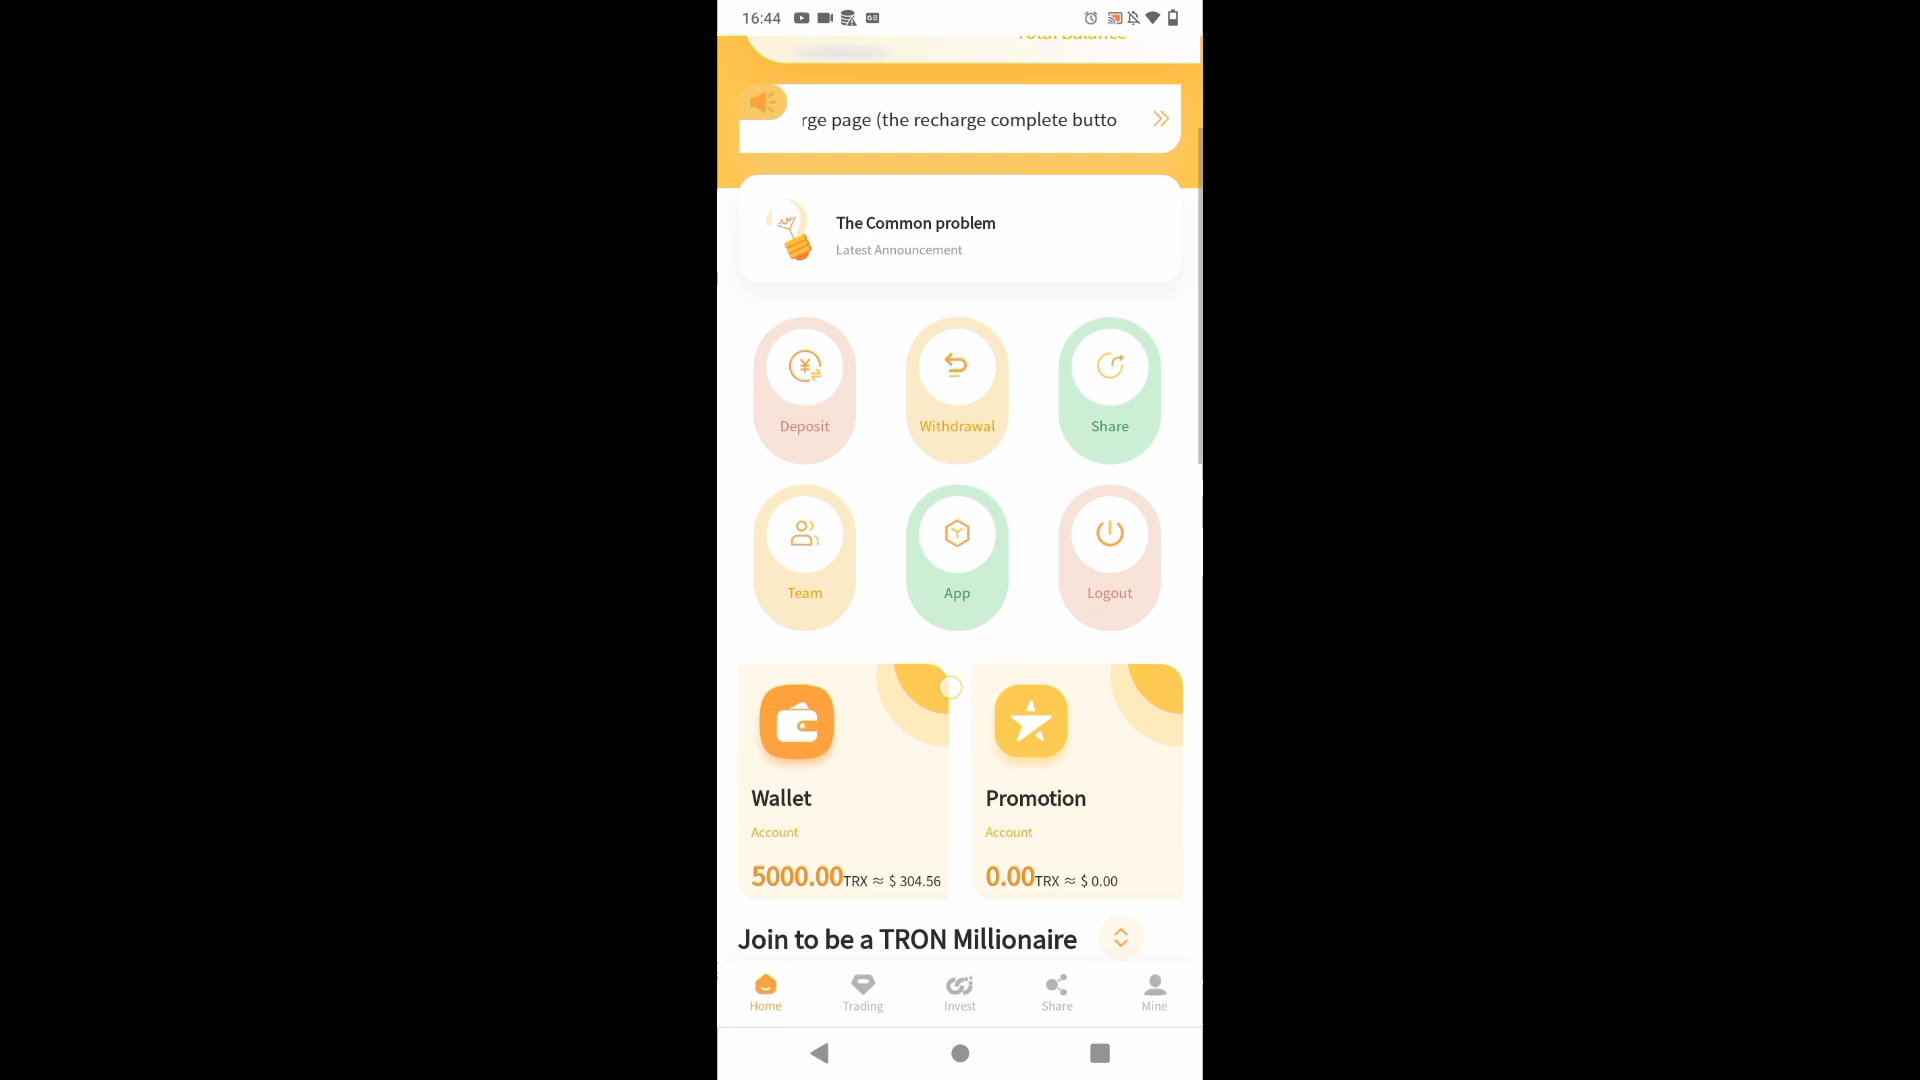 16:44
Total Balance
rge page (the recharge complete butto
The Common problem
Latest Announcement
Deposit
Withdrawal
Share
Team
App
Logout
Wallet
Account
5000.00TRX ≈ $ 304.56
Promotion
Account
0.00TRX ≈ $ 0.00
Join to be a TRON Millionaire
Home
Trading
Invest
Share
Mine